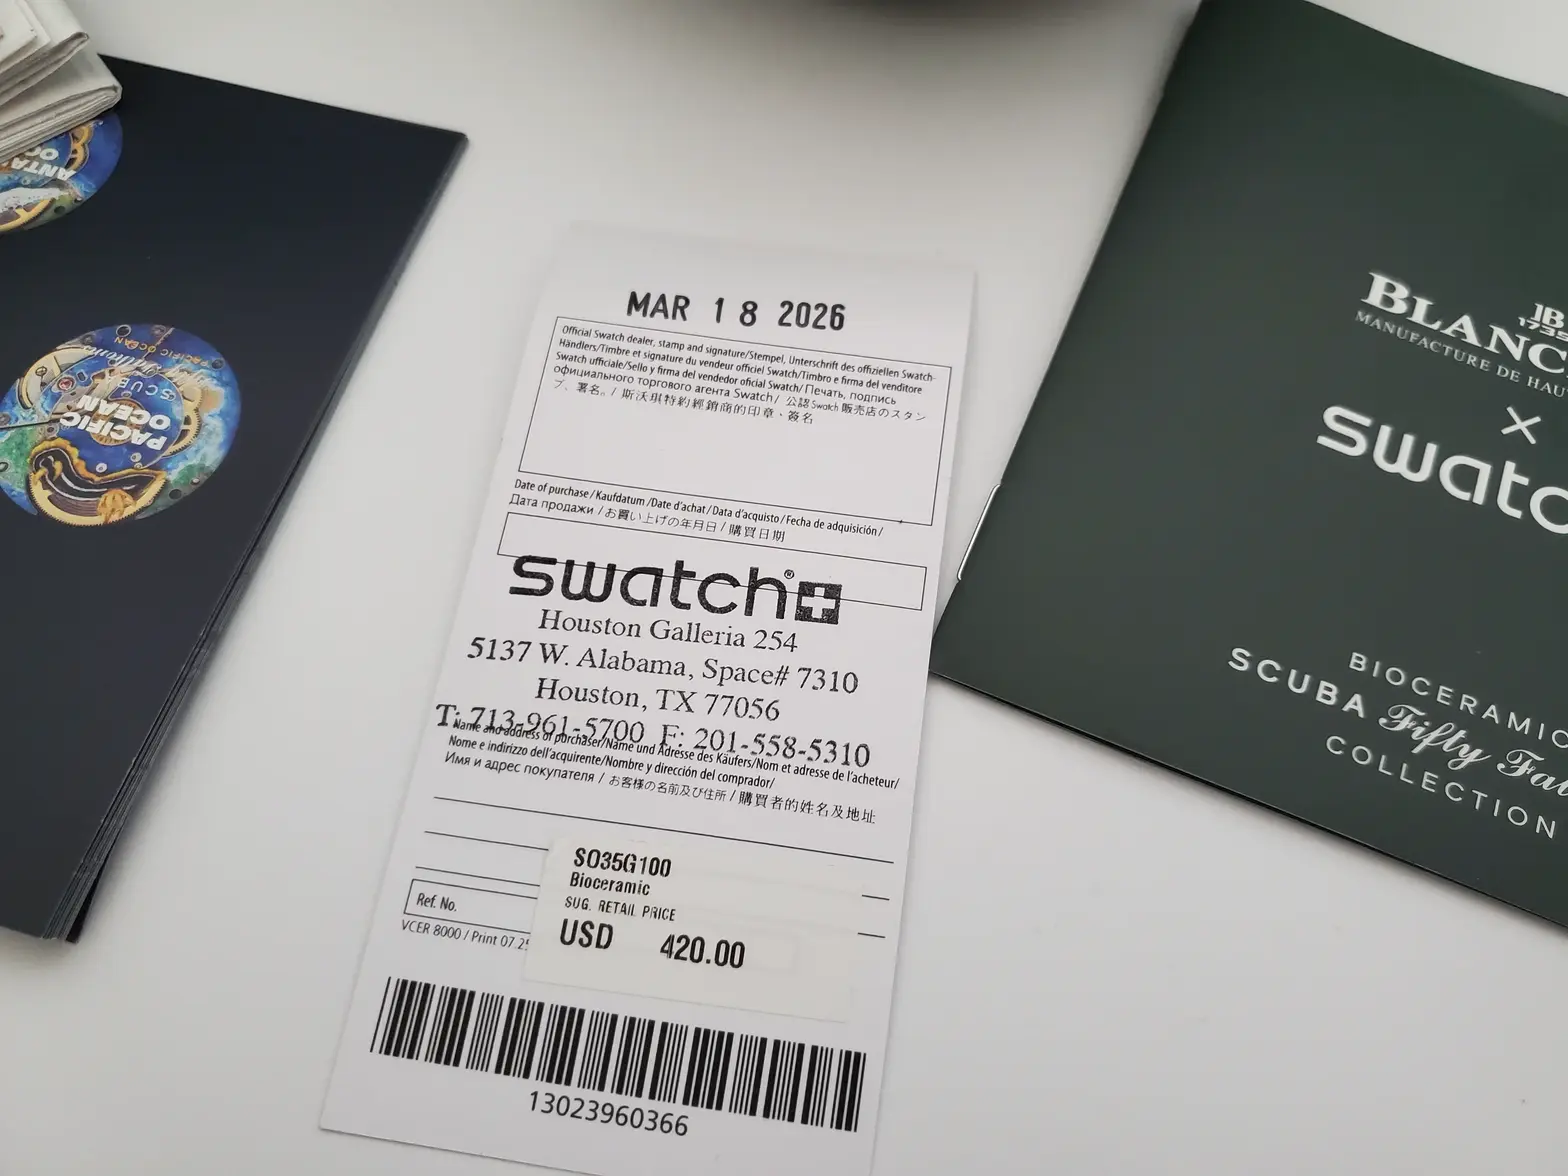 OCEAN
PACIFIC OCEAN
SCUBA
PACIFIC
OCEAN
MAR 18 2026
Official Swatch dealer, stamp and signature/Stempel, Unterschrift des offiziellen Swatch-
Händlers/Timbre et signature du vendeur officiel Swatch/Timbro e firma del venditore
Swatch ufficiale/Sello y firma del vendedor oficial Swatch/Печать, подпись
официального торгового агента Swatch/ 公認Swatch 販売店のスタン
プ、署名。/ 斯沃琪特約經銷商的印章、簽名
Date of purchase/Kaufdatum/Date d'achat/Data d'acquisto/Fecha de adquisición/
Дата продажи/お買い上げの年月日/購買日期
swatch®
Houston Galleria 254
5137 W. Alabama, Space# 7310
Houston, TX 77056
T: 713-961-5700 F: 201-558-5310
Name and address of purchaser/Name und Adresse des Käufers/Nom et adresse de l'acheteur/
Nome e indirizzo dell'acquirente/Nombre y dirección del comprador/
Имя и адрес покупателя / お客様の名前及び住所 / 購買者的姓名及地址
SO35G100
Bioceramic
SUG. RETAIL PRICE
USD 420.00
Ref. No.
VCER 8000 / Print 07.2
13023960366
JB
1735
BLANC
MANUFACTURE DE HAU
×
swatc
BIOCERAMIC
SCUBA Fifty Fat
COLLECTION